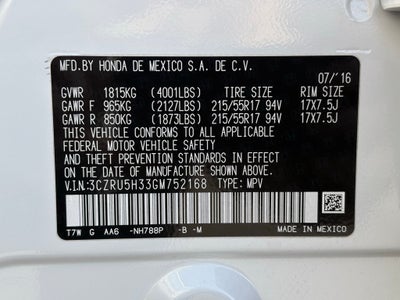 MFD.BY HONDA DE MEXICO S.A. DE C.V.
07/'16
GVWR 1815KG (4001LBS) TIRE SIZE RIM SIZE
GAWR F 965KG (2127LBS) 215/55R17 94V 17X7.5J
GAWR R 850KG (1873LBS) 215/55R17 94V 17X7.5J
THIS VEHICLE CONFORMS TO ALL APPLICABLE
FEDERAL MOTOR VEHICLE SAFETY
STANDARDS IN EFFECT ON
THE DATE OF MANUFACTURE SHOWN ABOVE.
V.I.N:3CZRU5H33GM752168 TYPE: MPV
T7W G AA6 -NH788P -B -M MADE IN MEXICO